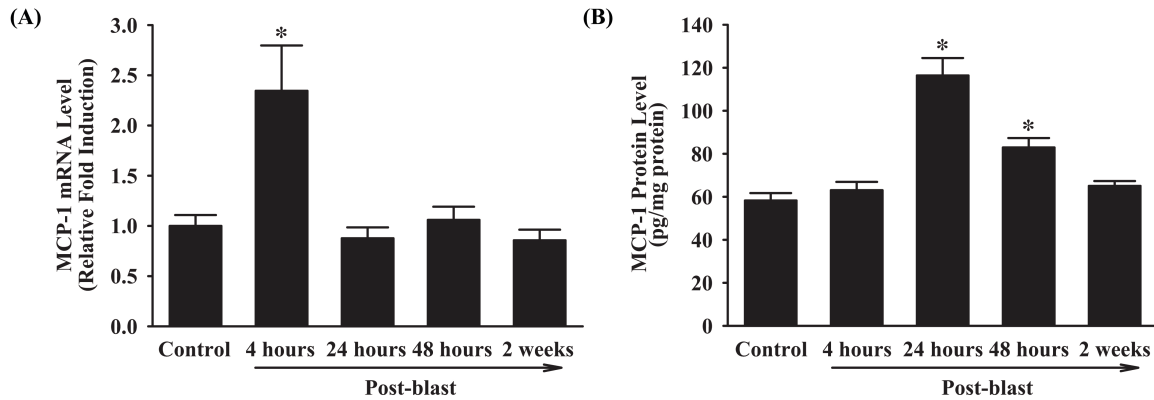 (A)
MCP-1 mRNA Level
(Relative Fold Induction)
3.0
2.5
2.0
1.5
1.0
0.5
0.0
*
Control 4 hours 24 hours 48 hours 2 weeks
Post-blast
(B)
MCP-1 Protein Level
(pg/mg protein)
140
120
100
80
60
40
20
0
*
*
Control 4 hours 24 hours 48 hours 2 weeks
Post-blast